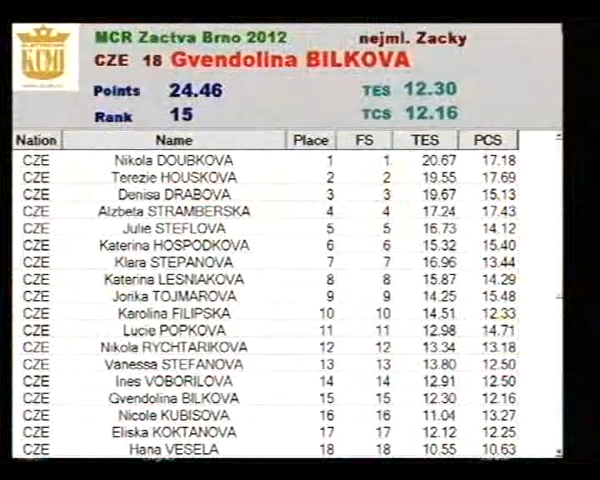 KCMI
MCR Zactva Brno 2012 nejml. Zacky
CZE 18 Gvendolina BILKOVA
Points 24.46 TES 12.30
Rank 15 TCS 12.16
Nation Name Place FS TES PCS
CZE Nikola DOUBKOVA 1 1 20.67 17.18
CZE Terezie HOUSKOVA 2 2 19.55 17.69
CZE Denisa DRABOVA 3 3 19.67 15.13
CZE Alzbeta STRAMBERSKA 4 4 17.24 17.43
CZE Julie STEFLOVA 5 5 16.73 14.12
CZE Katerina HOSPODKOVA 6 6 15.32 15.40
CZE Klara STEPANOVA 7 7 16.96 13.44
CZE Katerina LESNIAKOVA 8 8 15.87 14.29
CZE Jorika TOJMAROVA 9 9 14.25 15.48
CZE Karolina FILIPSKA 10 10 14.51 12.33
CZE Lucie POPKOVA 11 11 12.98 14.71
CZE Nikola RYCHTARIKOVA 12 12 13.34 13.18
CZE Vanessa STEFANOVA 13 13 13.80 12.50
CZE Ines VOBORILOVA 14 14 12.91 12.50
CZE Gvendolina BILKOVA 15 15 12.30 12.16
CZE Nicole KUBISOVA 16 16 11.04 13.27
CZE Eliska KOKTANOVA 17 17 12.12 12.25
CZE Hana VESELA 18 18 10.55 10.63